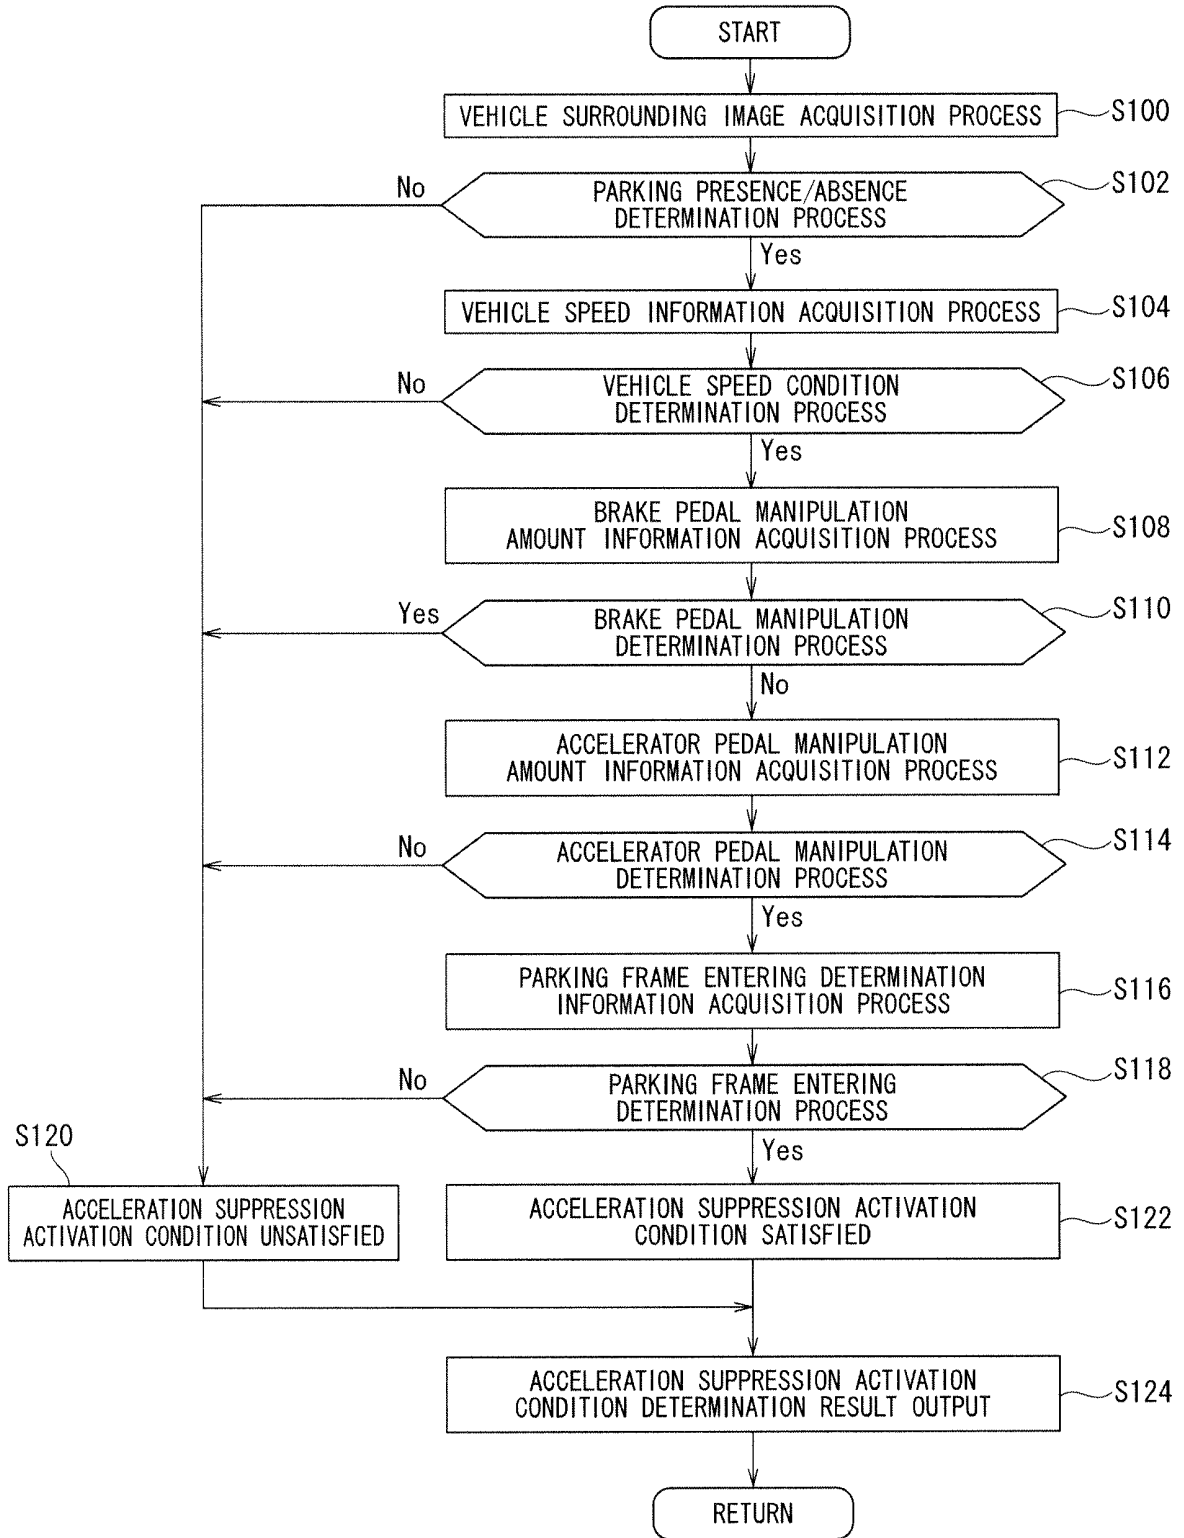 START
VEHICLE SURROUNDING IMAGE ACQUISITION PROCESS
S100
No
PARKING PRESENCE/ABSENCE
DETERMINATION PROCESS
S102
Yes
VEHICLE SPEED INFORMATION ACQUISITION PROCESS
S104
No
VEHICLE SPEED CONDITION
DETERMINATION PROCESS
S106
Yes
BRAKE PEDAL MANIPULATION
AMOUNT INFORMATION ACQUISITION PROCESS
S108
Yes
BRAKE PEDAL MANIPULATION
DETERMINATION PROCESS
S110
No
ACCELERATOR PEDAL MANIPULATION
AMOUNT INFORMATION ACQUISITION PROCESS
S112
No
ACCELERATOR PEDAL MANIPULATION
DETERMINATION PROCESS
S114
Yes
PARKING FRAME ENTERING DETERMINATION
INFORMATION ACQUISITION PROCESS
S116
No
PARKING FRAME ENTERING
DETERMINATION PROCESS
S118
Yes
S120
ACCELERATION SUPPRESSION
ACTIVATION CONDITION UNSATISFIED
ACCELERATION SUPPRESSION ACTIVATION
CONDITION SATISFIED
S122
ACCELERATION SUPPRESSION ACTIVATION
CONDITION DETERMINATION RESULT OUTPUT
S124
RETURN